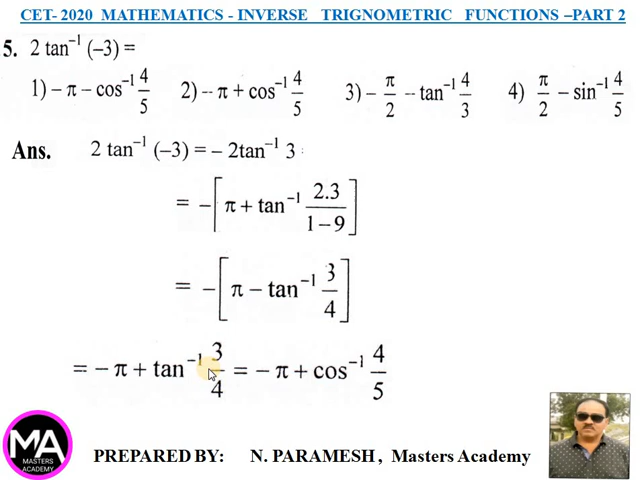 CET- 2020 MATHEMATICS - INVERSE TRIGNOMETRIC FUNCTIONS –PART 2
5. 2 tan⁻¹ (–3) =
1) – π – cos⁻¹ 4/5 2) – π + cos⁻¹ 4/5 3) – π/2 – tan⁻¹ 4/3 4) π/2 – sin⁻¹ 4/5
Ans. 2 tan⁻¹ (–3) = – 2tan⁻¹ 3
= –[π + tan⁻¹ 2.3/(1 – 9)]
= –[π – tan⁻¹ 3/4]
= – π + tan⁻¹ 3/4 = – π + cos⁻¹ 4/5
MA
MASTERS
ACADEMY
PREPARED BY: N. PARAMESH , Masters Academy